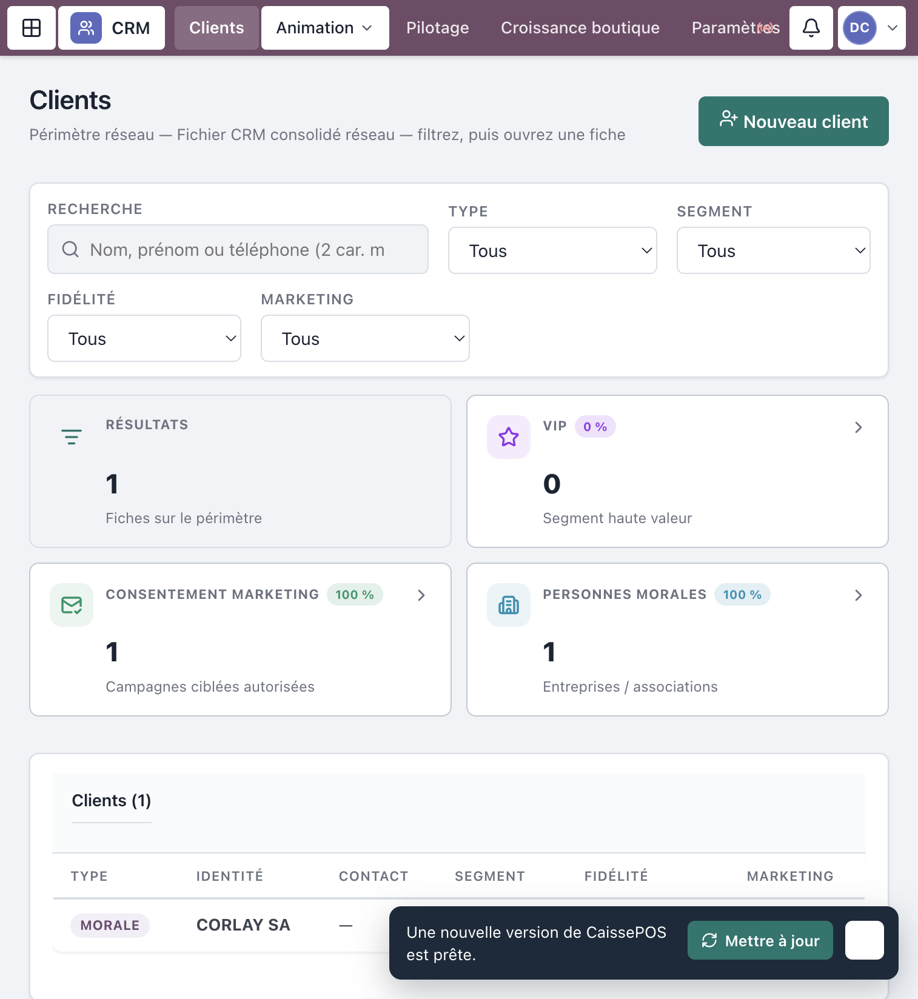 CRM
Clients
Animation
Pilotage
Croissance boutique
Paramètres
DC
Clients
Périmètre réseau — Fichier CRM consolidé réseau — filtrez, puis ouvrez une fiche
Nouveau client
RECHERCHE
TYPE
SEGMENT
Nom, prénom ou téléphone (2 car. m
Tous
Tous
FIDÉLITÉ
MARKETING
Tous
Tous
RÉSULTATS
1
Fiches sur le périmètre
VIP
0 %
0
Segment haute valeur
CONSENTEMENT MARKETING
100 %
1
Campagnes ciblées autorisées
PERSONNES MORALES
100 %
1
Entreprises / associations
Clients (1)
TYPE
IDENTITÉ
CONTACT
SEGMENT
FIDÉLITÉ
MARKETING
MORALE
CORLAY SA
—
Une nouvelle version de CaissePOS
est prête.
Mettre à jour